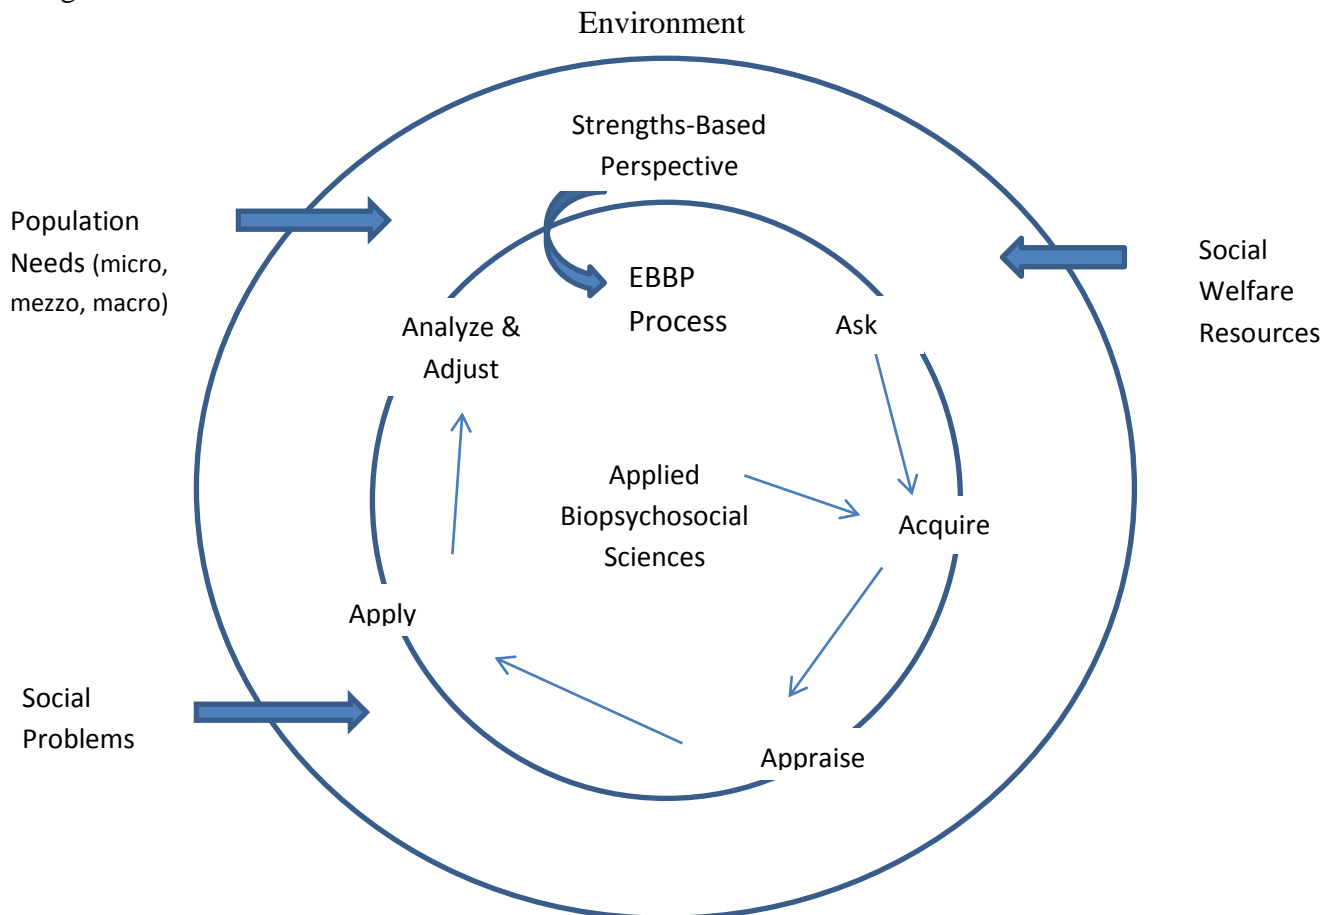 Environment
Strengths-Based
Perspective
Population
Needs (micro,
mezzo, macro)
Social
Welfare
Resources
EBBP
Process
Analyze &
Adjust
Ask
Applied
Biopsychosocial
Sciences
Acquire
Apply
Social
Problems
Appraise